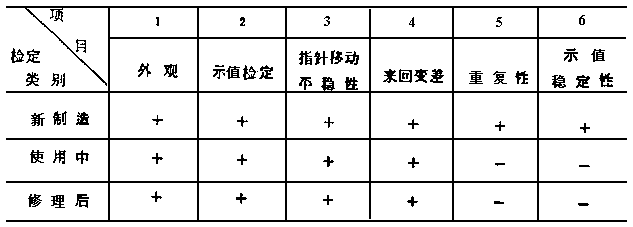 项目 1 2 3 4 5 6
检定类别 外观 示值检定 指针移动平稳性 来回变差 重复性 示值稳定性
新制造 + + + + + +
使用中 + + + + - -
修理后 + + + + - -